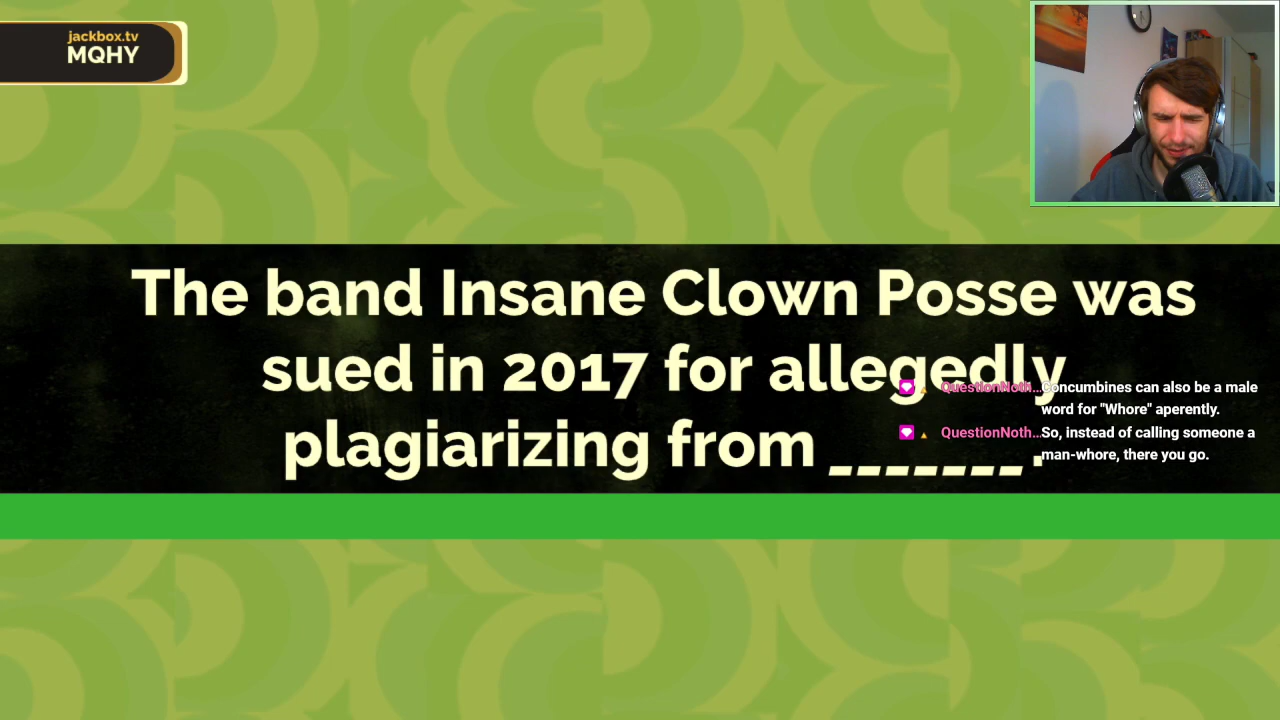 jackbox.tv
MQHY
The band Insane Clown Posse was
sued in 2017 for allegedly
plagiarizing from _______.
QuestionNoth... Concumbines can also be a male
word for "Whore" aperently.
QuestionNoth... So, instead of calling someone a
man-whore, there you go.